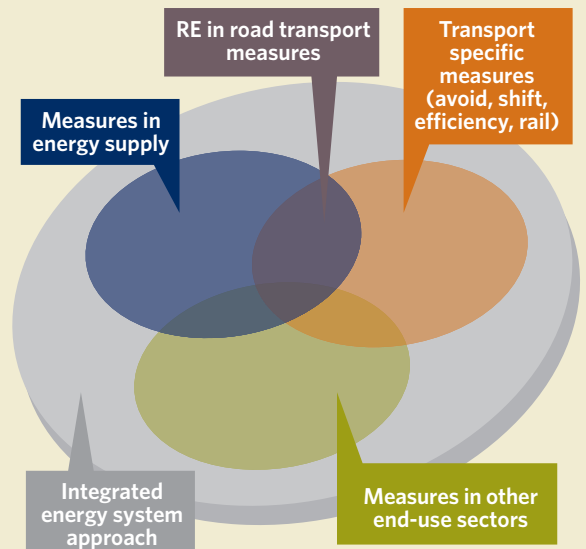 RE in road transport
measures
Transport
specific
measures
(avoid, shift,
efficiency, rail)
Measures in
energy supply
Integrated
energy system
approach
Measures in other
end-use sectors